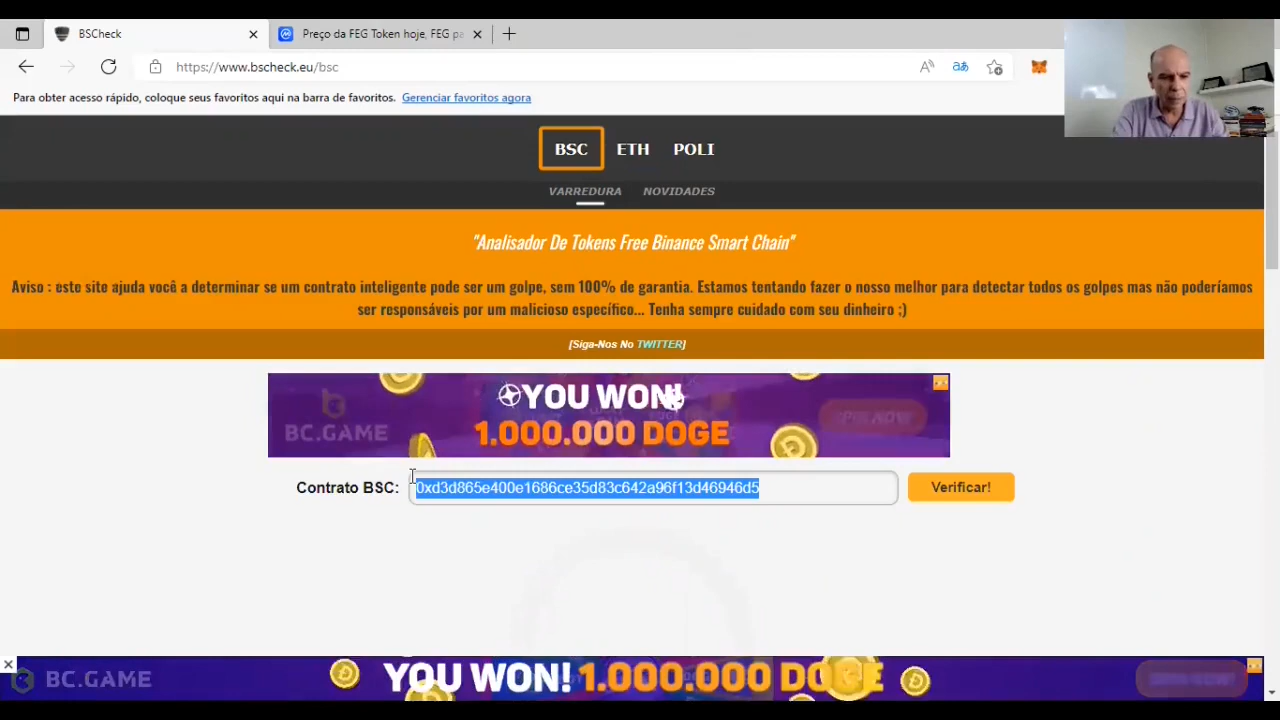 BSCheck
Preço da FEG Token hoje, FEG pa
https://www.bscheck.eu/bsc
Para obter acesso rápido, coloque seus favoritos aqui na barra de favoritos. Gerenciar favoritos agora
BSC ETH POLI
VARREDURA NOVIDADES
"Analisador De Tokens Free Binance Smart Chain"
Aviso : este site ajuda você a determinar se um contrato inteligente pode ser um golpe, sem 100% de garantia. Estamos tentando fazer o nosso melhor para detectar todos os golpes mas não poderíamos
ser responsáveis por um malicioso específico... Tenha sempre cuidado com seu dinheiro ;)
[Siga-Nos No TWITTER]
YOU WON!
BC.GAME
1.000.000 DOGE
SPIN NOW
Contrato BSC: 0xd3d865e400e1686ce35d83c642a96f13d46946d5 Verificar!
BC.GAME
YOU WON! 1.000.000 DOGE